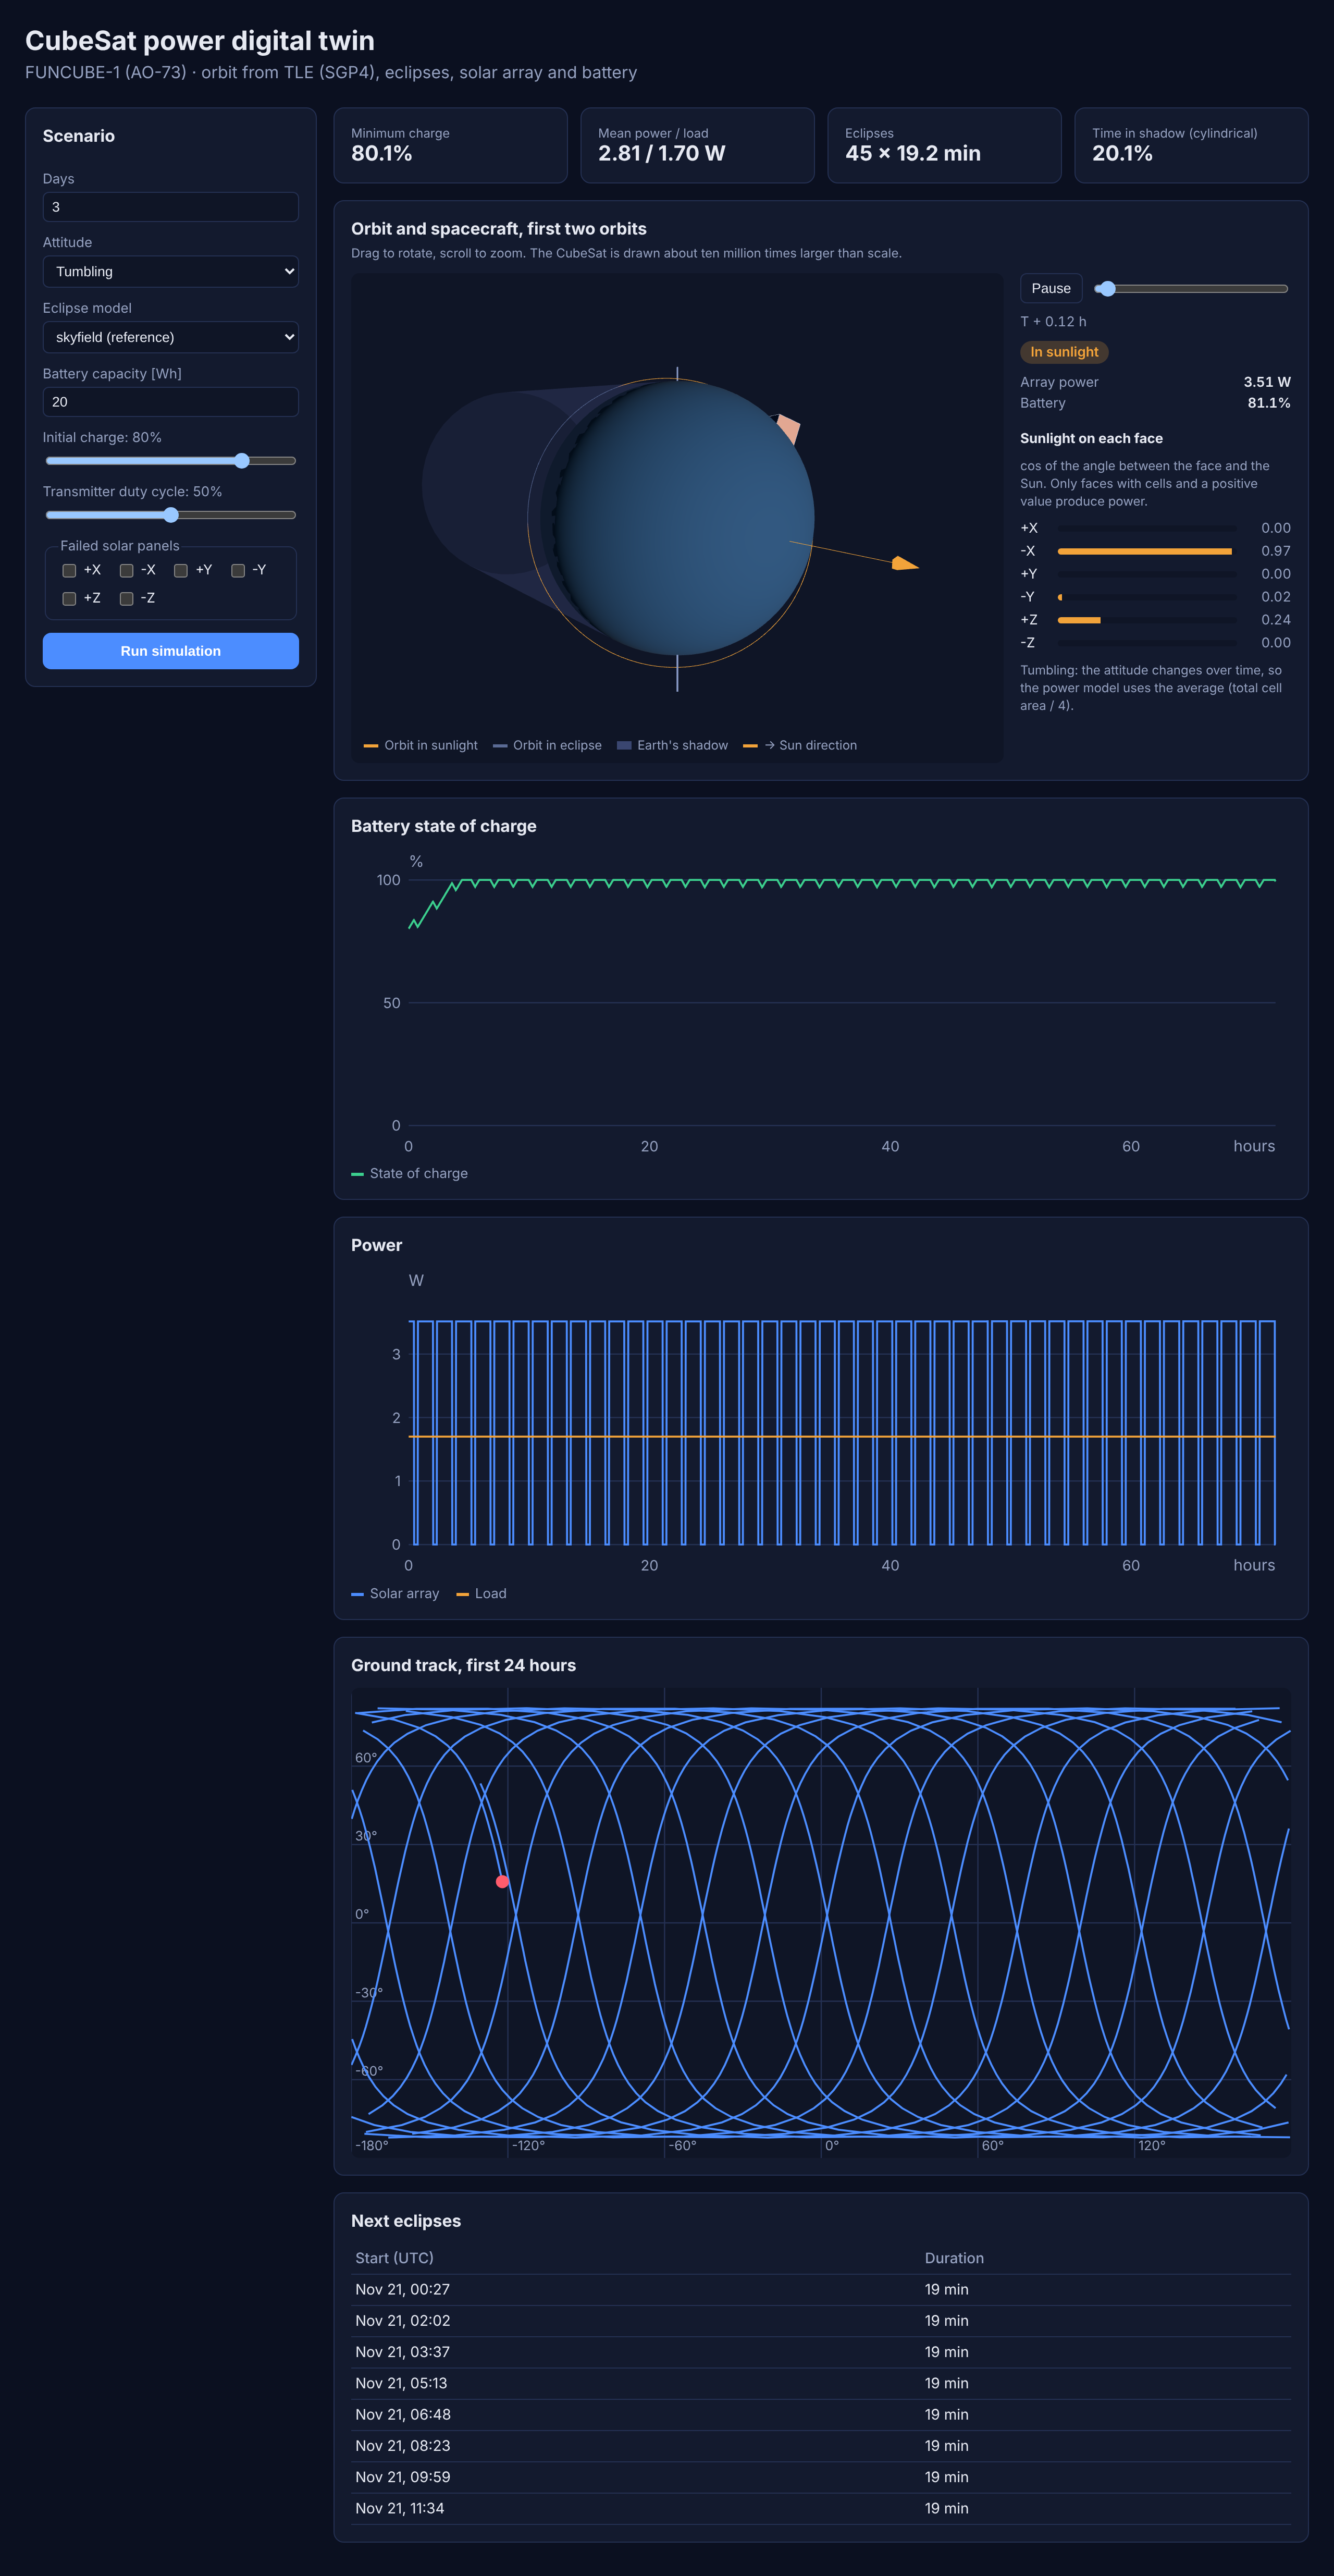 CubeSat power digital twin
FUNCUBE-1 (AO-73) · orbit from TLE (SGP4), eclipses, solar array and battery
Scenario
Days
3
Attitude
Tumbling
Eclipse model
skyfield (reference)
Battery capacity [Wh]
20
Initial charge: 80%
Transmitter duty cycle: 50%
Failed solar panels
+X -X +Y -Y
+Z -Z
Run simulation
Minimum charge
80.1%
Mean power / load
2.81 / 1.70 W
Eclipses
45 × 19.2 min
Time in shadow (cylindrical)
20.1%
Orbit and spacecraft, first two orbits
Drag to rotate, scroll to zoom. The CubeSat is drawn about ten million times larger than scale.
Orbit in sunlight Orbit in eclipse Earth's shadow → Sun direction
Pause
T + 0.12 h
In sunlight
Array power 3.51 W
Battery 81.1%
Sunlight on each face
cos of the angle between the face and the
Sun. Only faces with cells and a positive
value produce power.
+X 0.00
-X 0.97
+Y 0.00
-Y 0.02
+Z 0.24
-Z 0.00
Tumbling: the attitude changes over time, so
the power model uses the average (total cell
area / 4).
Battery state of charge
%
100
50
0
0 20 40 60 hours
State of charge
Power
W
3
2
1
0
0 20 40 60 hours
Solar array Load
Ground track, first 24 hours
60°
30°
0°
-30°
-60°
-180° -120° -60° 0° 60° 120°
Next eclipses
Start (UTC) Duration
Nov 21, 00:27 19 min
Nov 21, 02:02 19 min
Nov 21, 03:37 19 min
Nov 21, 05:13 19 min
Nov 21, 06:48 19 min
Nov 21, 08:23 19 min
Nov 21, 09:59 19 min
Nov 21, 11:34 19 min